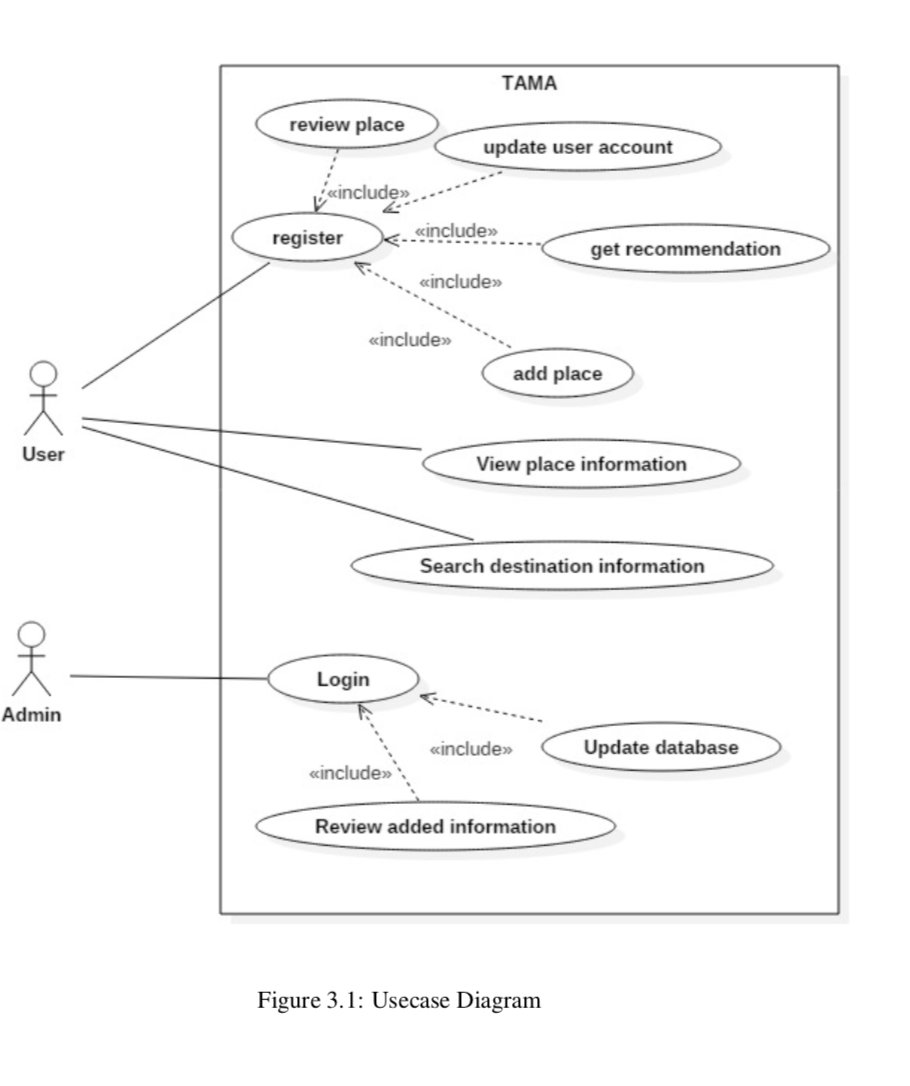 TAMA
review place
update user account
«include»
register
«include»
get recommendation
«include»
«include»
add place
User
View place information
Search destination information
Login
Admin
«include»
Update database
«include»
Review added information
Figure 3.1: Usecase Diagram